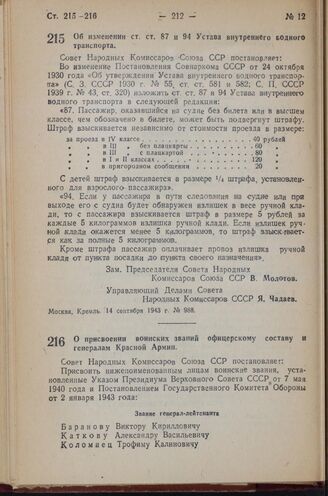 Ст. 215-216 — 212 — № 12
215 Об изменении ст. ст. 87 и 94 Устава внутреннего водного
транспорта.
Совет Народных Комиссаров Союза ССР постановляет:
Во изменение Постановления Совнаркома СССР от 24 октября
1930 года «Об утверждении Устава внутреннего водного транспор-
та» (С. З. СССР 1930 г. № 55, ст. ст. 581 и 582; С. П. СССР
1939 г. № 43, ст. 320) изложить ст. ст. 87 и 94 Устава внутреннего
водного транспорта в следующей редакции:
«87. Пассажир, оказавшийся на судне без билета или в высшем
классе, чем обозначено в билете, может быть подвергнут штрафу.
Штраф взыскивается независимо от стоимости проезда в размере:
за проезд в IV классе . . . . . . . 40 рублей
» » в III » без плацкарты . . . . . 60 »
» » в III » с плацкартой . . . . . 80 »
» » в I и II классах . . . . . . 120 »
» » в пригородном сообщении . . . . . 20 »
С детей штраф взыскивается в размере 1/4 штрафа, установлен-
ного для взрослого пассажира».
«94. Если у пассажира в пути следования на судне или при
выходе его с судна будет обнаружен излишек в весе ручной кла-
ди, то с пассажира взыскивается штраф в размере 5 рублей за
каждые 5 килограммов излишка ручной клади. Если излишек руч-
ной клади окажется менее 5 килограммов, то штраф взыскивает-
ся как за полные 5 килограммов.
Кроме штрафа пассажир оплачивает провоз излишка ручной
клади от пункта посадки до пункта своего назначения».
Зам. Председателя Совета Народных
Комиссаров Союза ССР В. Молотов.
Управляющий Делами Совета
Народных Комиссаров СССР Я. Чадаев.
Москва, Кремль. 14 сентября 1943 г. № 988.
216 О присвоении воинских званий офицерскому составу и
генералам Красной Армии.
Совет Народных Комиссаров Союза ССР постановляет:
Присвоить нижепоименованным лицам воинские звания, уста-
новленные Указом Президиума Верховного Совета СССР от 7 мая
1940 года и Постановлением Государственного Комитета Обороны
от 2 января 1943 года:
Звание генерал-лейтенанта
Баранову Виктору Кирилловичу
Каткову Александру Васильевичу
Коломиец Трофиму Калиновичу